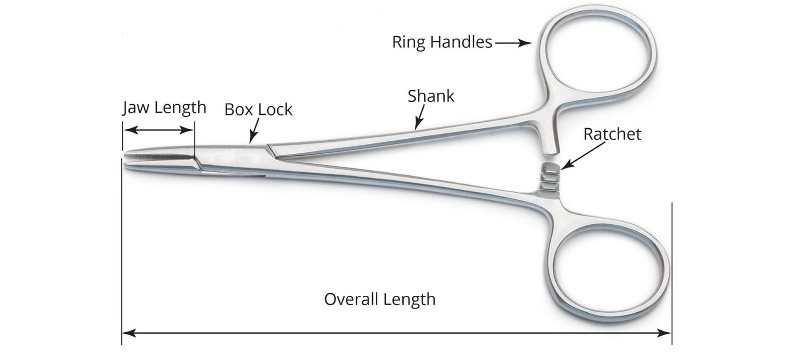 Ring Handles
Shank
Jaw Length
Box Lock
Ratchet
Overall Length